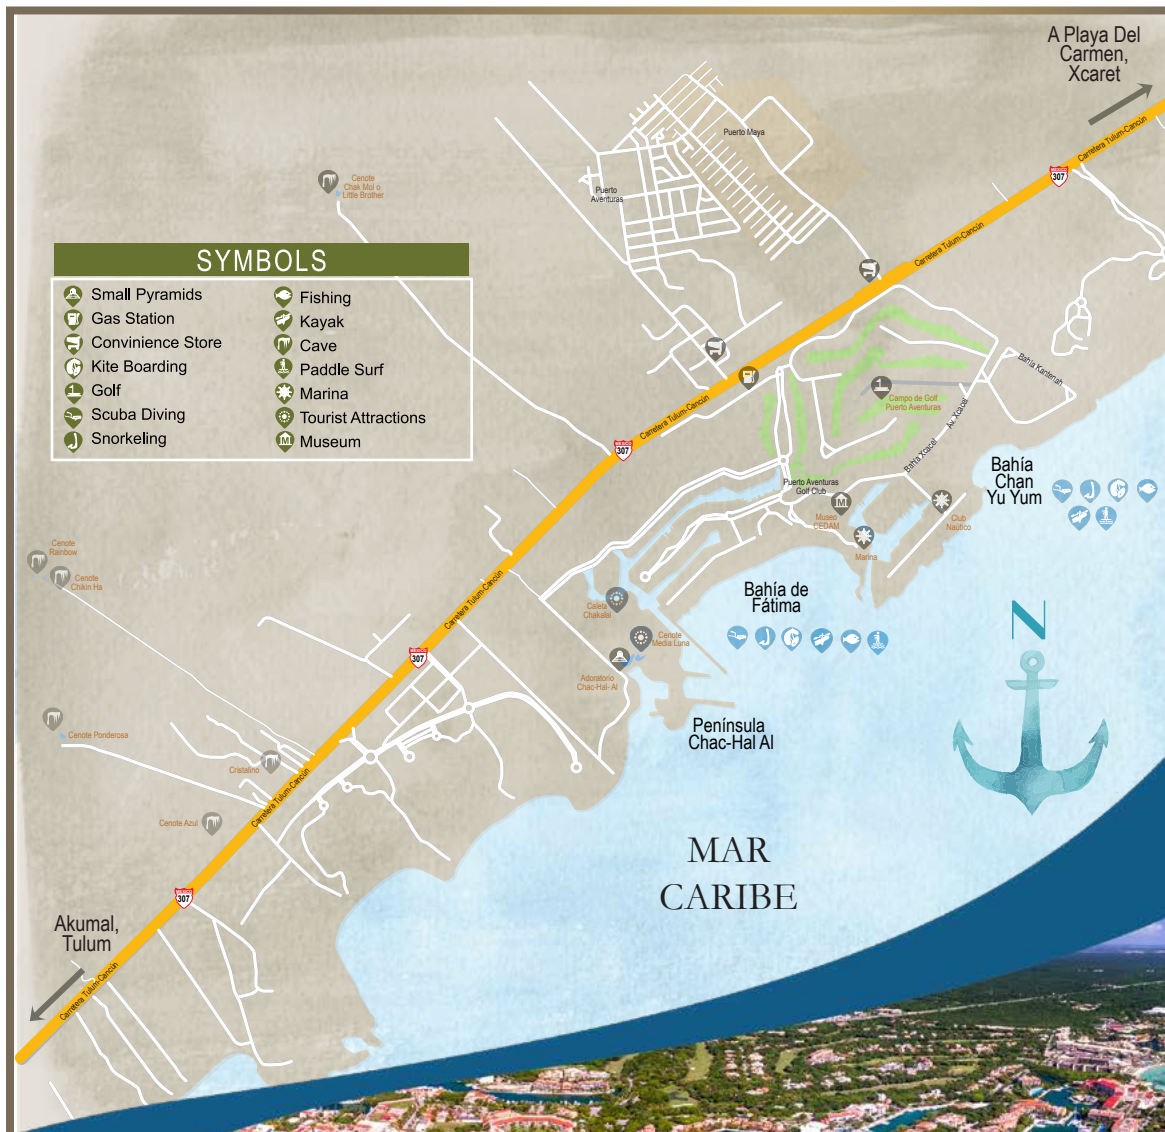 A Playa Del
Carmen,
Xcaret
Carretera Tulum-Cancún
MEXICO
307
Puerto Maya
Puerto
Aventuras
Cenote
Chak Mol o
Little Brother
Carretera Tulum-Cancún
SYMBOLS
Small Pyramids
Gas Station
Convinience Store
Kite Boarding
Golf
Scuba Diving
Snorkeling
Fishing
Kayak
Cave
Paddle Surf
Marina
Tourist Attractions
Museum
Bahía Kantenah
Campo de Golf
Puerto Aventuras
Av. Xcacel
Bahía Xcacel
Carretera Tulum-Cancún
MEXICO
307
Puerto Aventuras
Golf Club
Bahía
Chan
Yu Yum
M
Museo
CEDAM
Club
Naútico
Marina
Cenote
Rainbow
Cenote
Chikin Ha
Carretera Tulum-Cancún
Bahía de
Fátima
Caleta
Chakalal
Cenote
Media Luna
N
MEXICO
307
Adoratorio
Chac-Hal- Al
Península
Chac-Hal Al
Cenote Ponderosa
Cristalino
Carretera Tulum-Cancún
Cenote Azul
MAR
CARIBE
MEXICO
307
Akumal,
Tulum
Carretera Tulum-Cancún